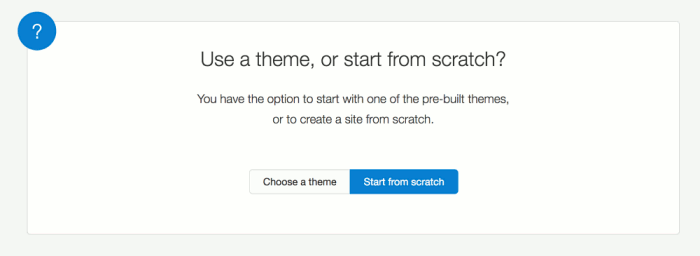 ?
Use a theme, or start from scratch?
You have the option to start with one of the pre-built themes,
or to create a site from scratch.
Choose a theme
Start from scratch